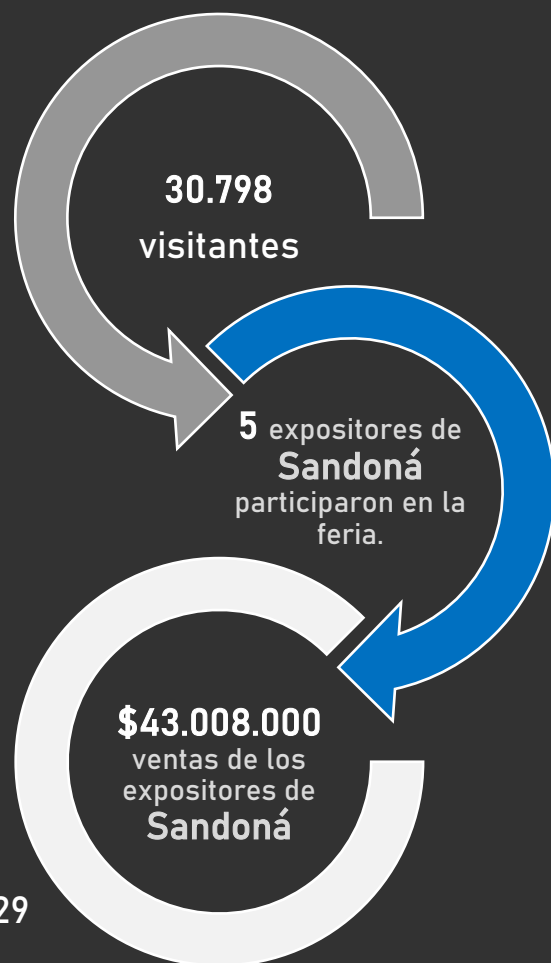 30.798
visitantes
5 expositores de
Sandoná
participaron en la
feria.
$43.008.000
ventas de los
expositores de
Sandoná
29